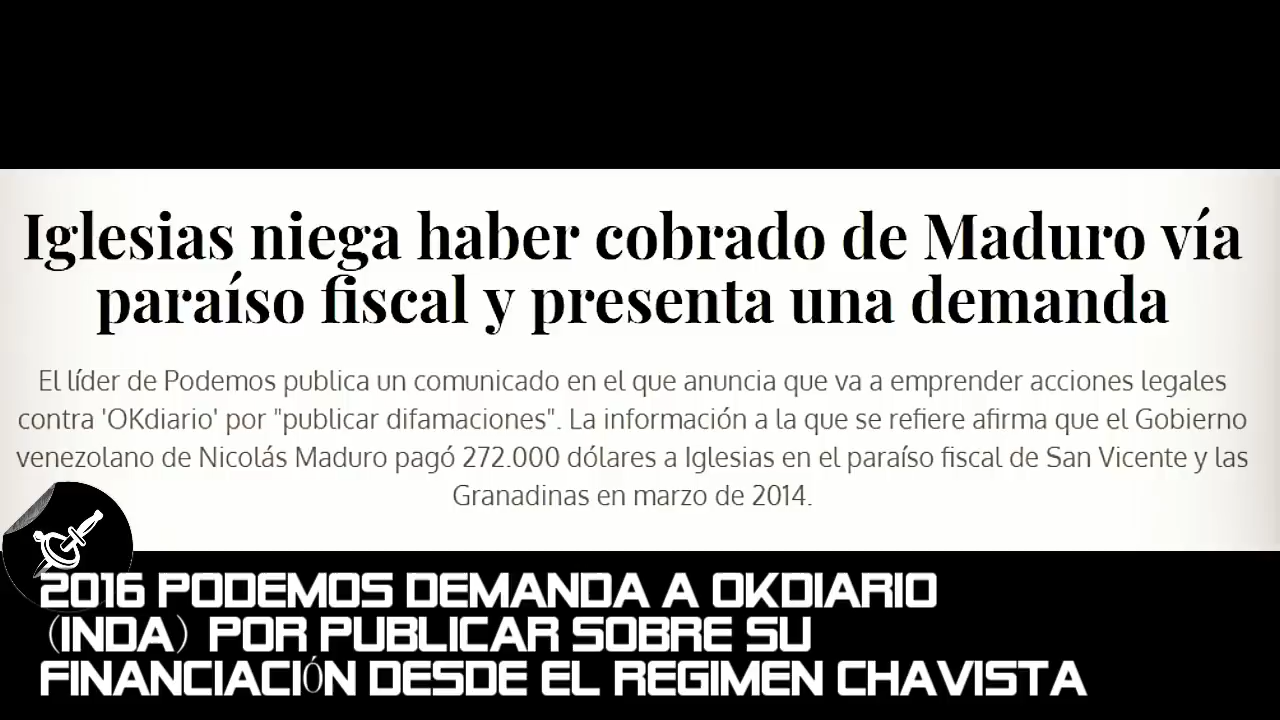 Iglesias niega haber cobrado de Maduro vía
paraíso fiscal y presenta una demanda
El líder de Podemos publica un comunicado en el que anuncia que va a emprender acciones legales
contra 'OKdiario' por "publicar difamaciones". La información a la que se refiere afirma que el Gobierno
venezolano de Nicolás Maduro pagó 272.000 dólares a Iglesias en el paraíso fiscal de San Vicente y las
Granadinas en marzo de 2014.
2016 PODEMOS DEMANDA A OKDIARIO
(INDA) POR PUBLICAR SOBRE SU
FINANCIACIÓN DESDE EL REGIMEN CHAVISTA